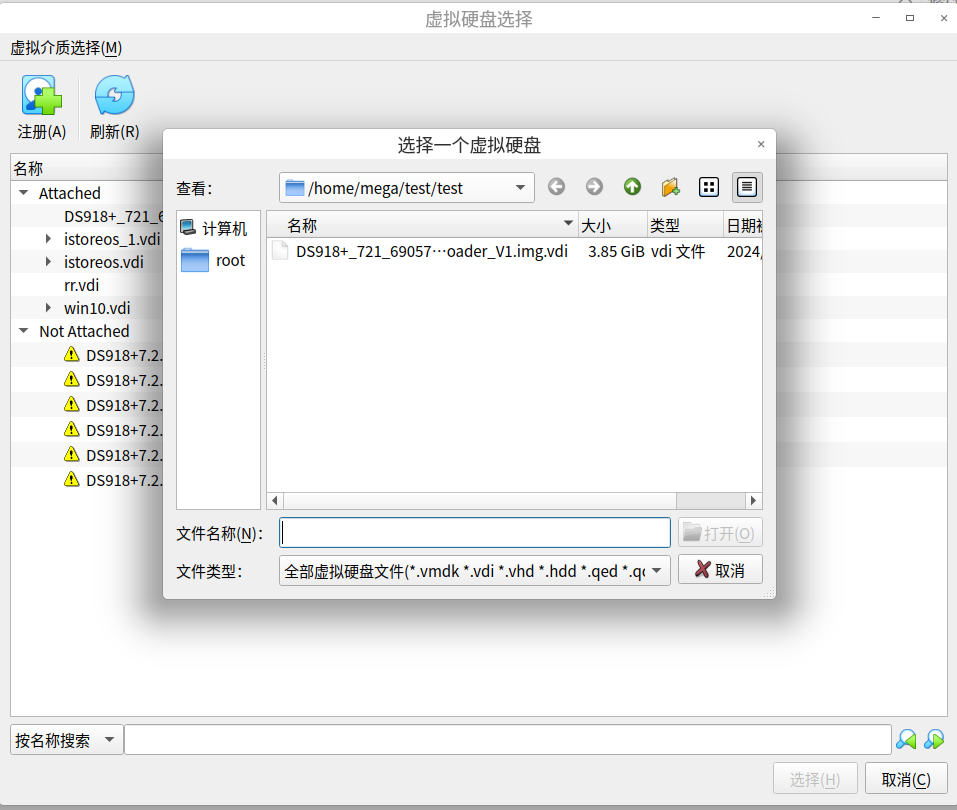 虚拟硬盘选择
虚拟介质选择(M)
注册(A)
刷新(R)
名称
Attached
DS918+_721_6
istoreos_1.vdi
istoreos.vdi
rr.vdi
win10.vdi
Not Attached
DS918+7.2.
DS918+7.2.
DS918+7.2.
DS918+7.2.
DS918+7.2.
DS918+7.2.
选择一个虚拟硬盘
查看：
/home/mega/test/test
计算机
root
名称 大小 类型 日期
DS918+_721_69057…oader_V1.img.vdi 3.85 GiB vdi 文件 2024/
文件名称(N)：
打开(O)
文件类型：
全部虚拟硬盘文件(*.vmdk *.vdi *.vhd *.hdd *.qed *.qc
取消
按名称搜索
选择(H)
取消(C)